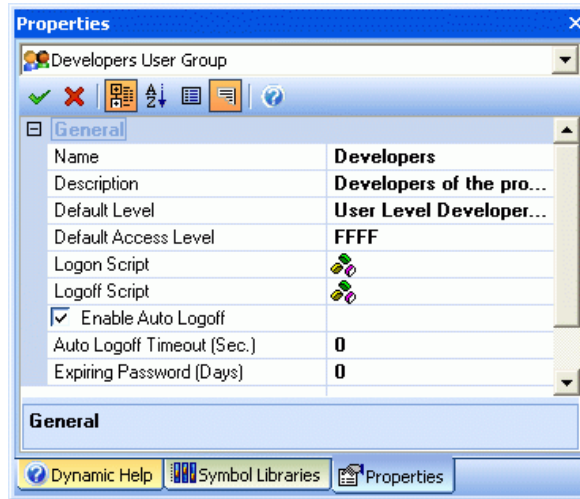 Properties
Developers User Group
General
Name Developers
Description Developers of the pro...
Default Level User Level Developer...
Default Access Level FFFF
Logon Script
Logoff Script
Enable Auto Logoff
Auto Logoff Timeout (Sec.) 0
Expiring Password (Days) 0
General
Dynamic Help Symbol Libraries Properties